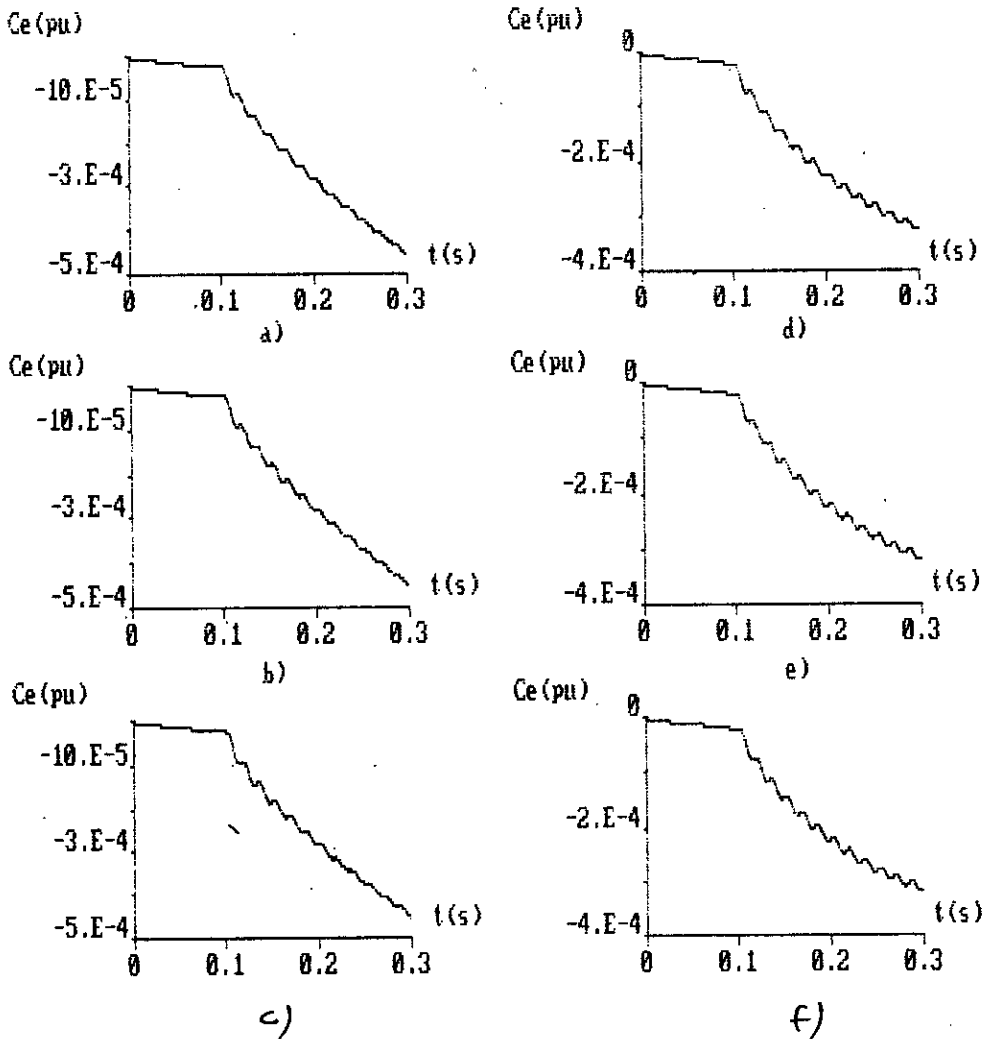 Ce(pu)
-10.E-5
-3.E-4
-5.E-4
t(s)
0 0.1 0.2 0.3
a)
Ce(pu)
0
-2.E-4
-4.E-4
t(s)
0 0.1 0.2 0.3
d)
Ce(pu)
-10.E-5
-3.E-4
-5.E-4
t(s)
0 0.1 0.2 0.3
b)
Ce(pu)
0
-2.E-4
-4.E-4
t(s)
0 0.1 0.2 0.3
e)
Ce(pu)
-10.E-5
-3.E-4
-5.E-4
t(s)
0 0.1 0.2 0.3
c)
Ce(pu)
0
-2.E-4
-4.E-4
t(s)
0 0.1 0.2 0.3
f)